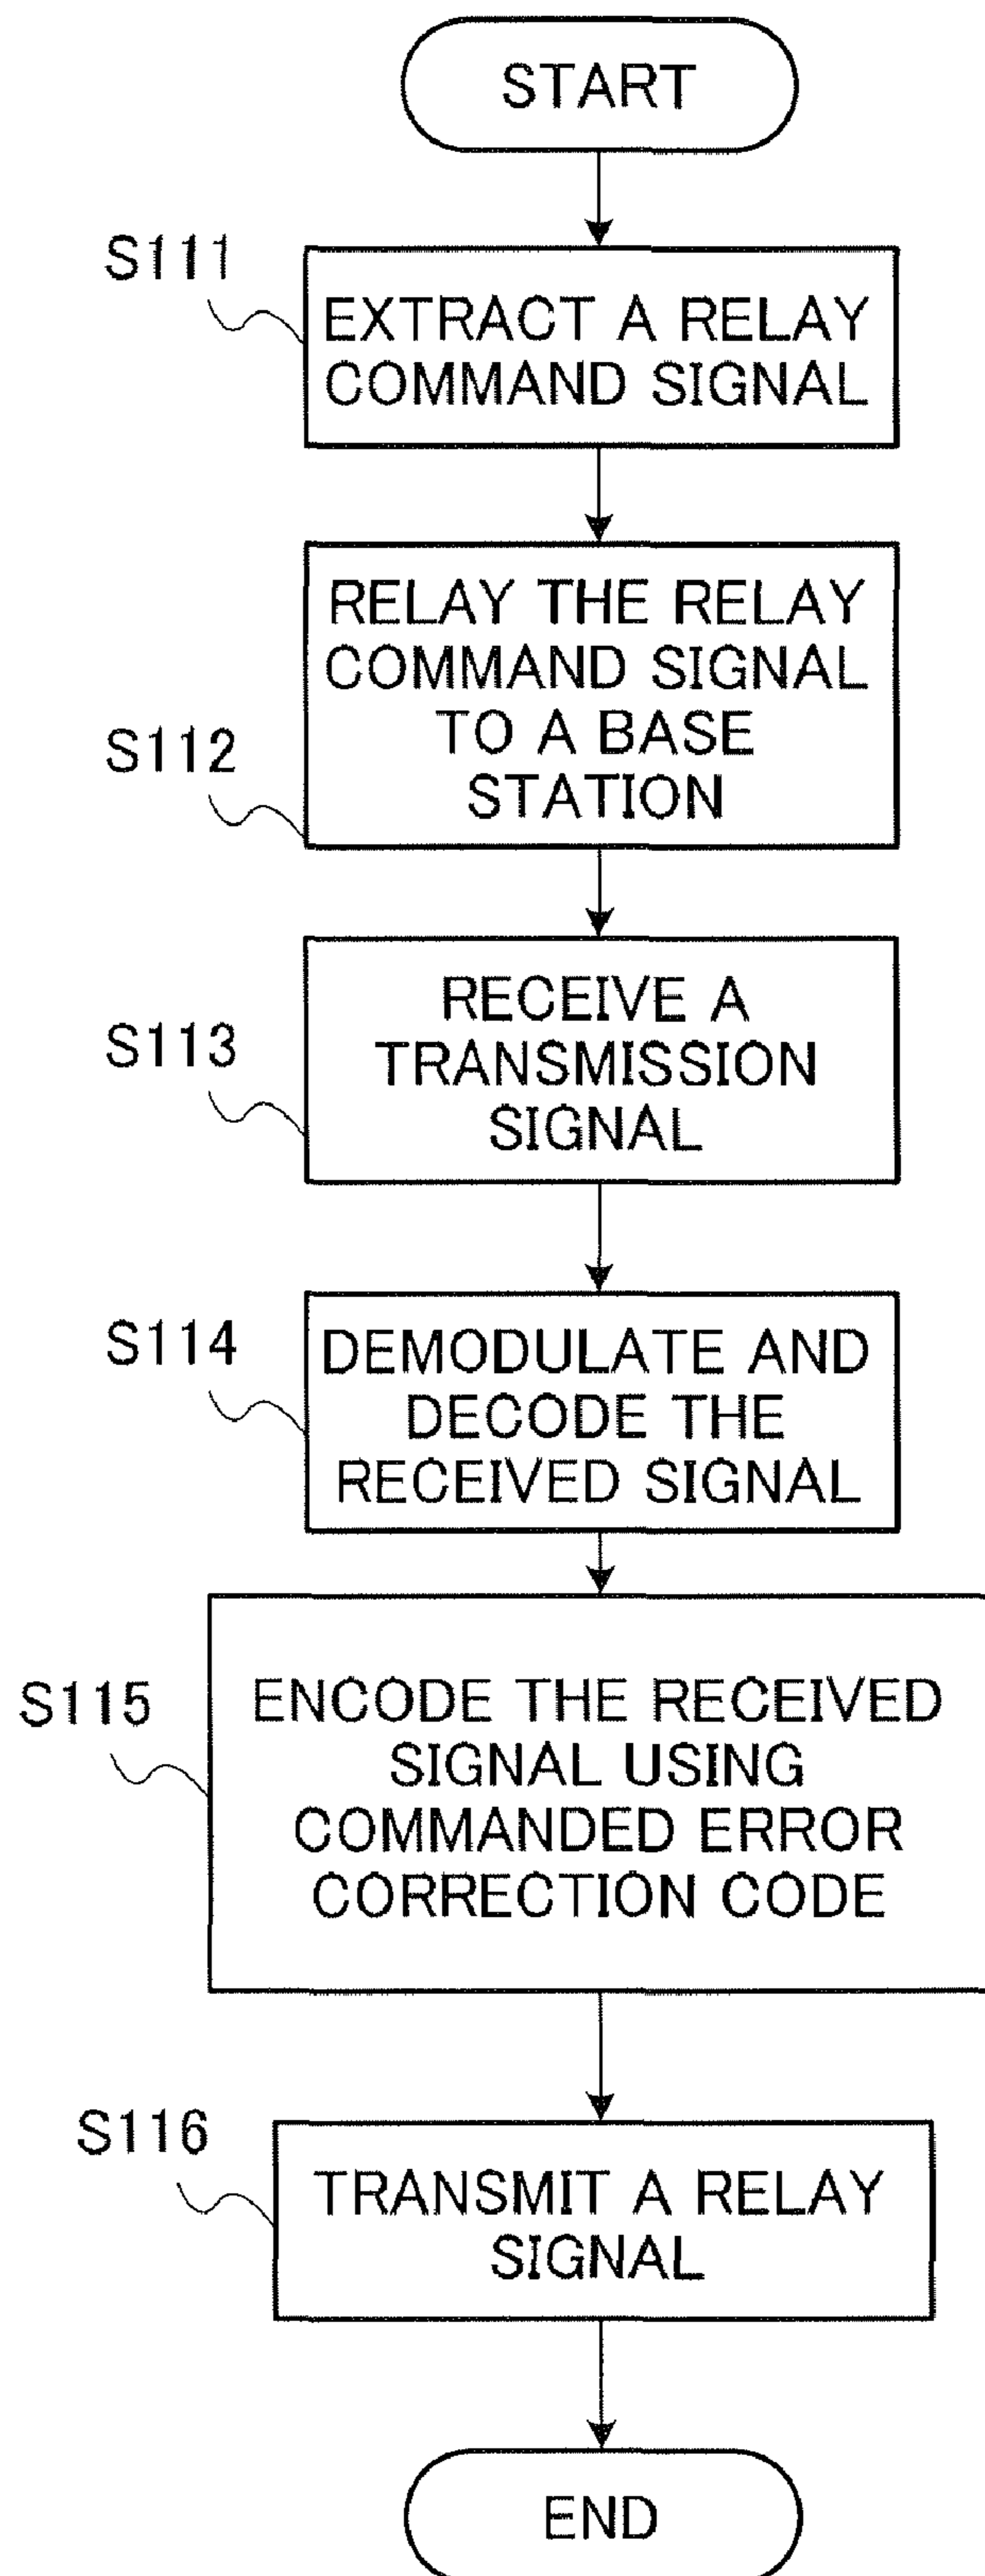 START
S111
EXTRACT A RELAY
COMMAND SIGNAL
RELAY THE RELAY
COMMAND SIGNAL
TO A BASE
STATION
S112
RECEIVE A
TRANSMISSION
SIGNAL
S113
S114
DEMODULATE AND
DECODE THE
RECEIVED SIGNAL
S115
ENCODE THE RECEIVED
SIGNAL USING
COMMANDED ERROR
CORRECTION CODE
S116
TRANSMIT A RELAY
SIGNAL
END